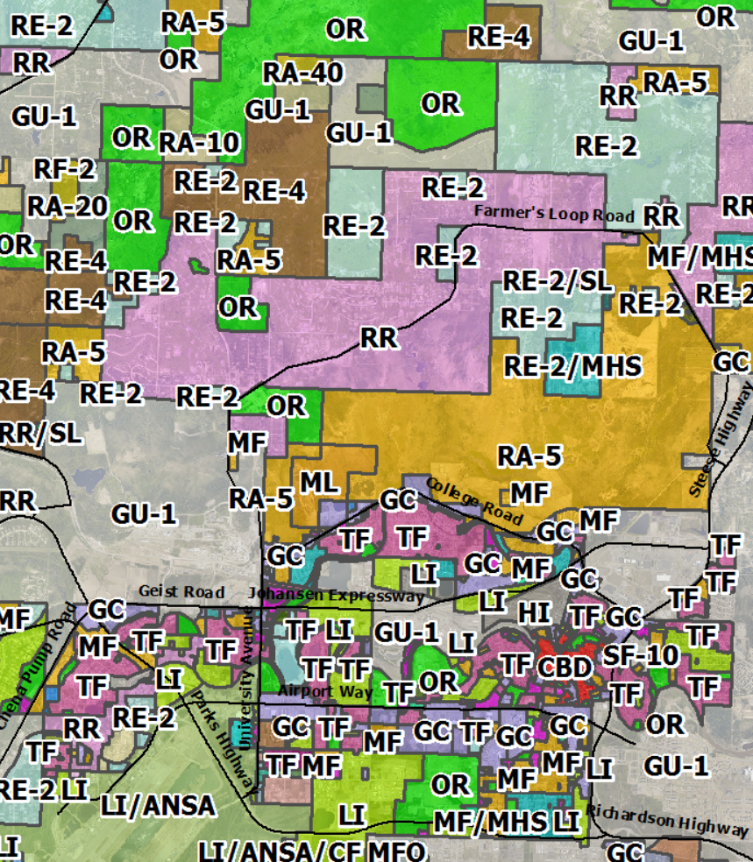 RE-2
RA-5
OR
OR
RE-4
GU-1
RR
OR
RA-40
RR
RA-5
GU-1
GU-1
OR
OR
RA-10
GU-1
RE-2
RF-2
RE-2
RE-4
RE-2
RA-20
OR
RE-2
RE-2
Farmer's Loop Road
RR
RR
OR
RE-4
RA-5
RE-2
MF/MHS
RE-2
RE-2/SL
RE-2
RE-4
OR
RE-2
RE-2
RR
RA-5
RE-2/MHS
GC
RE-4
RE-2
RE-2
OR
RR/SL
MF
Steese Highway
RA-5
ML
College Road
MF
RR
GU-1
RA-5
GC
MF
GC
TF
TF
GC
TF
GC
LI
GC
MF
GC
TF
Geist Road
Johansen Expressway
LI
TF
MF
GC
HI
TF
GC
TF
LI
GU-1
LI
TF
MF
TF
TF
University Avenue
Chena Pump Road
TF
TF
TF
CBD
SF-10
TF
LI
OR
Airport Way
TF
TF
TF
RR
RE-2
Parks Highway
GC
TF
GC
TF
GC
GC
OR
TF
MF
TF
MF
MF
LI
GU-1
RE-2
LI
OR
MF
LI/ANSA
LI
MF/MHS
LI
Richardson Highway
LI
LI/ANSA/CF
MFO
GC